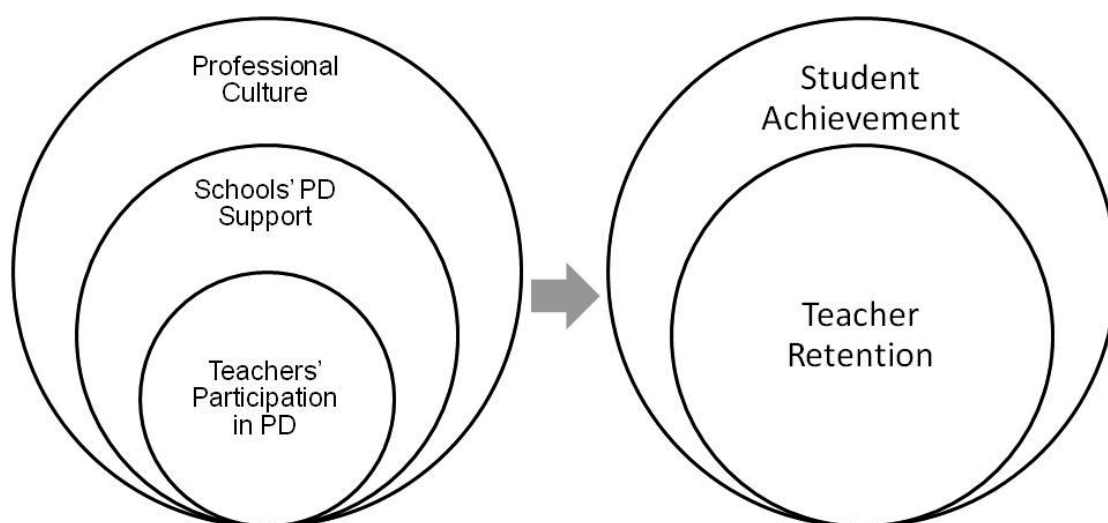 Professional
Culture
Schools' PD
Support
Teachers'
Participation
in PD
Student
Achievement
Teacher
Retention